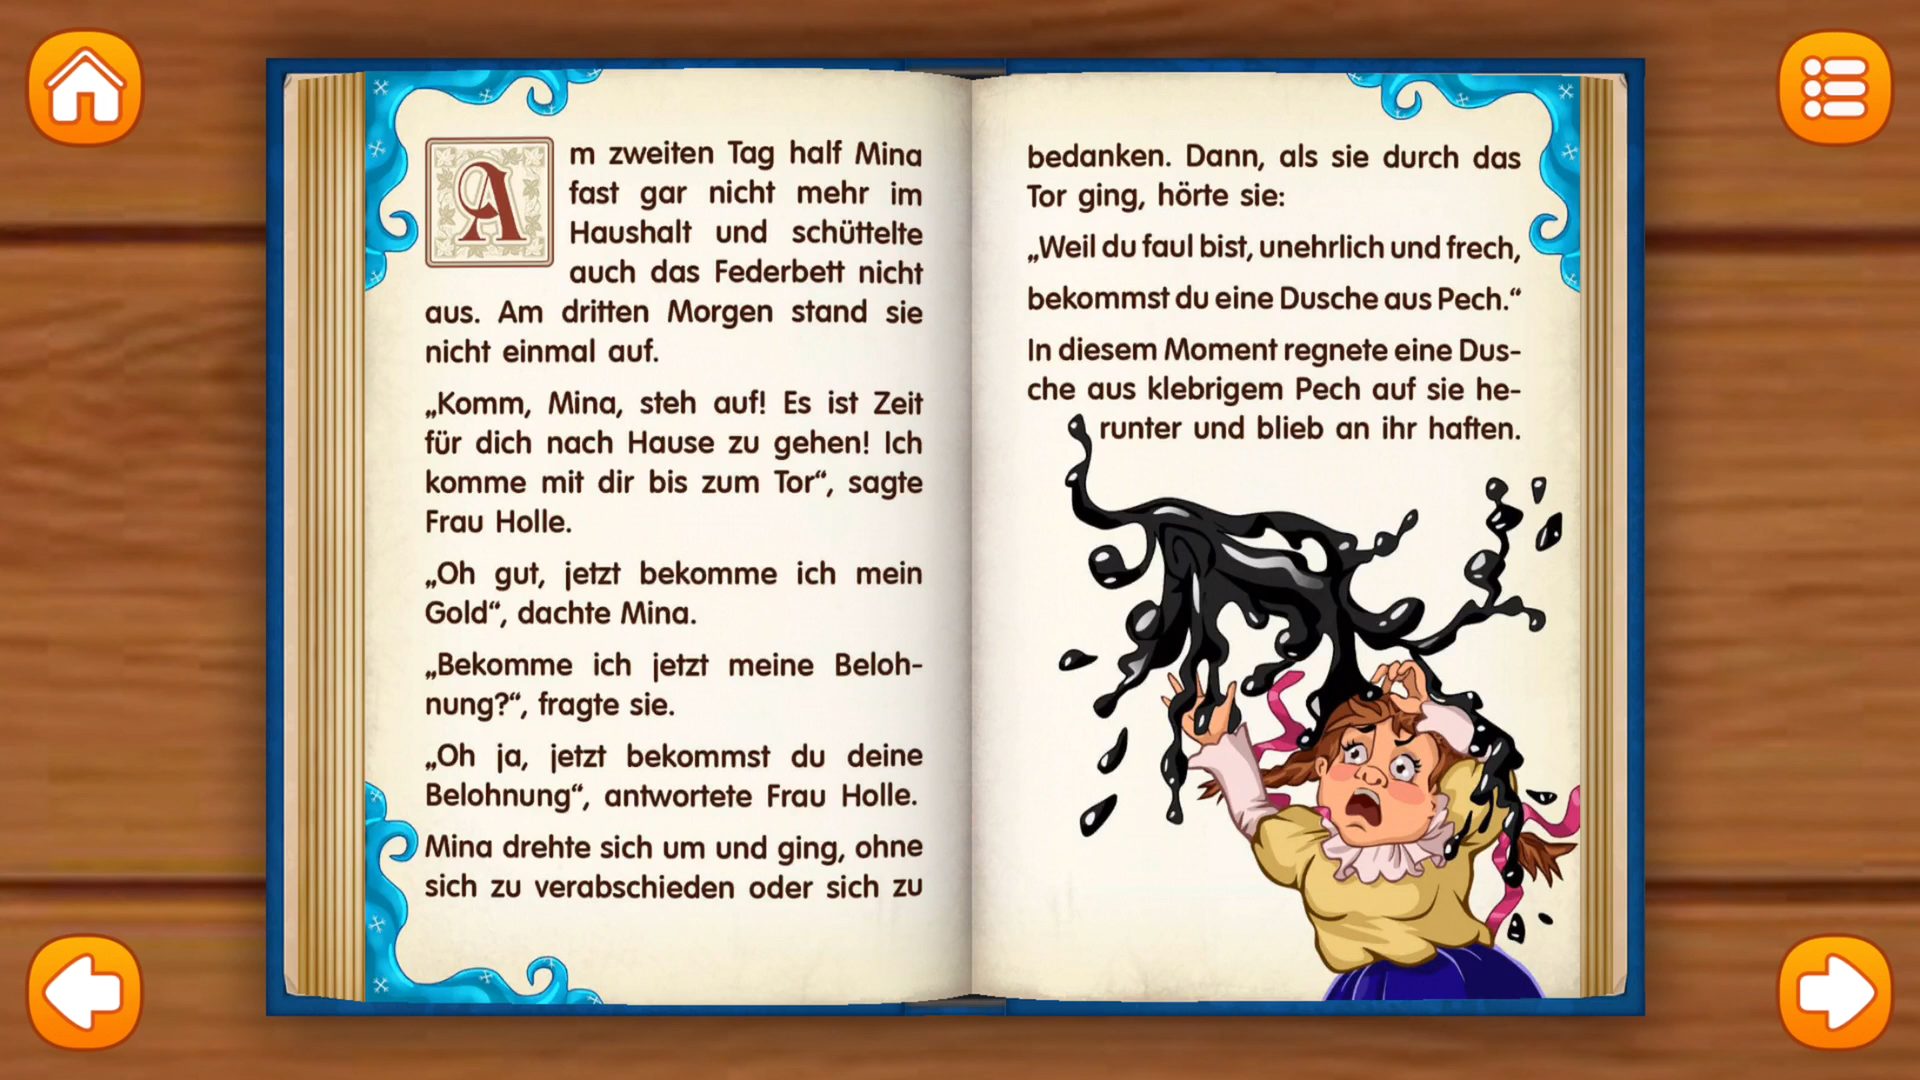 Am zweiten Tag half Mina
fast gar nicht mehr im
Haushalt und schüttelte
auch das Federbett nicht
aus. Am dritten Morgen stand sie
nicht einmal auf.
„Komm, Mina, steh auf! Es ist Zeit
für dich nach Hause zu gehen! Ich
komme mit dir bis zum Tor“, sagte
Frau Holle.
„Oh gut, jetzt bekomme ich mein
Gold“, dachte Mina.
„Bekomme ich jetzt meine Beloh-
nung?“, fragte sie.
„Oh ja, jetzt bekommst du deine
Belohnung“, antwortete Frau Holle.
Mina drehte sich um und ging, ohne
sich zu verabschieden oder sich zu
bedanken. Dann, als sie durch das
Tor ging, hörte sie:
„Weil du faul bist, unehrlich und frech,
bekommst du eine Dusche aus Pech.“
In diesem Moment regnete eine Dus-
che aus klebrigem Pech auf sie he-
runter und blieb an ihr haften.